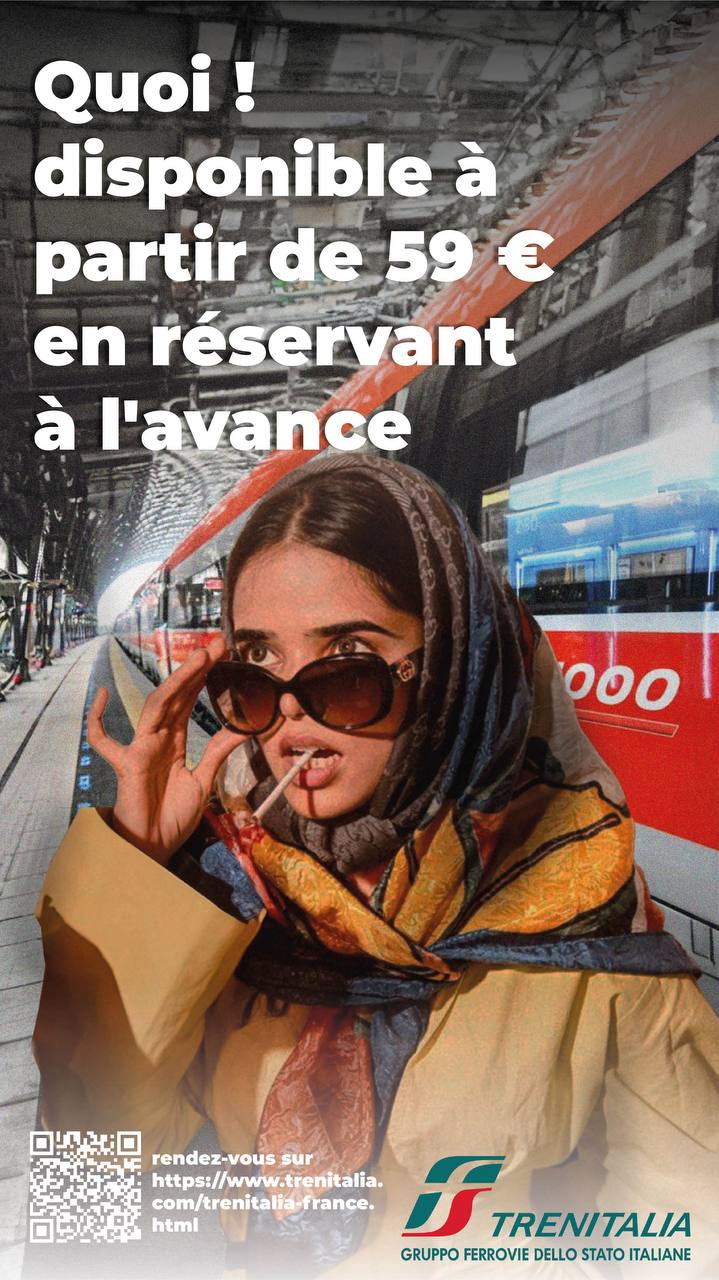 Quoi !
disponible à
partir de 59 €
en réservant
à l'avance
1000
rendez-vous sur
https://www.trenitalia.
com/trenitalia-france.
html
TRENITALIA
GRUPPO FERROVIE DELLO STATO ITALIANE